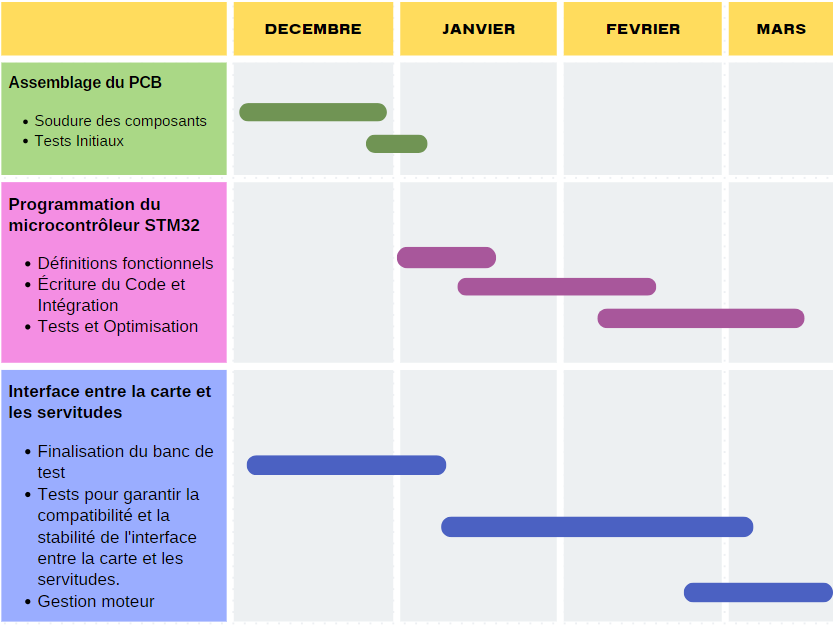 DECEMBRE JANVIER FEVRIER MARS
Assemblage du PCB
• Soudure des composants
• Tests Initiaux
Programmation du
microcontrôleur STM32
• Définitions fonctionnels
• Écriture du Code et
Intégration
• Tests et Optimisation
Interface entre la carte et
les servitudes
• Finalisation du banc de
test
• Tests pour garantir la
compatibilité et la
stabilité de l'interface
entre la carte et les
servitudes.
• Gestion moteur